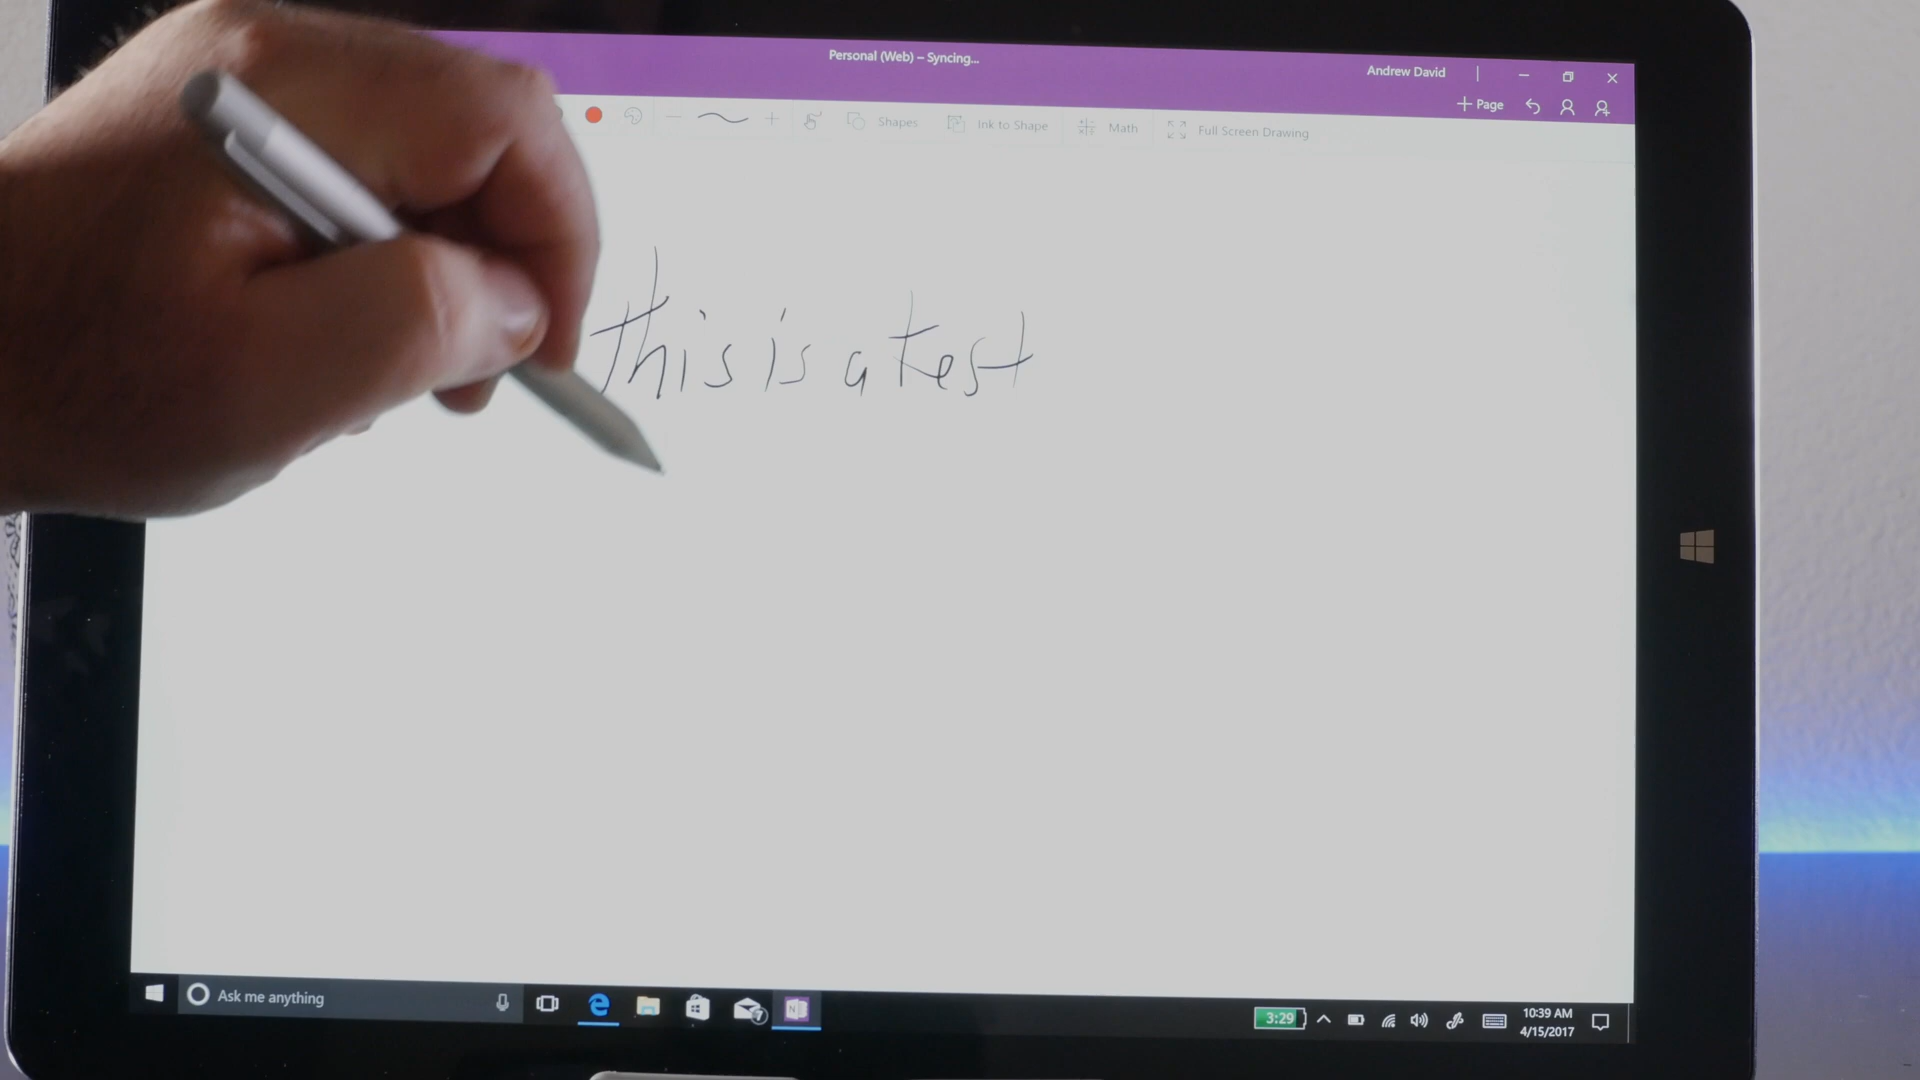 Personal (Web) – Syncing...
Andrew David
Page
Shapes
Ink to Shape
Math
Full Screen Drawing
this is a test
Ask me anything
7
N
3:29
10:39 AM
4/15/2017